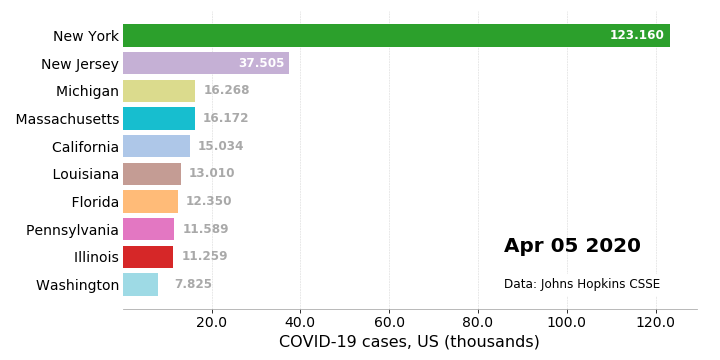 New York 123.160
New Jersey 37.505
Michigan 16.268
Massachusetts 16.172
California 15.034
Louisiana 13.010
Florida 12.350
Pennsylvania 11.589
Illinois 11.259
Washington 7.825
Apr 05 2020
Data: Johns Hopkins CSSE
20.0 40.0 60.0 80.0 100.0 120.0
COVID-19 cases, US (thousands)